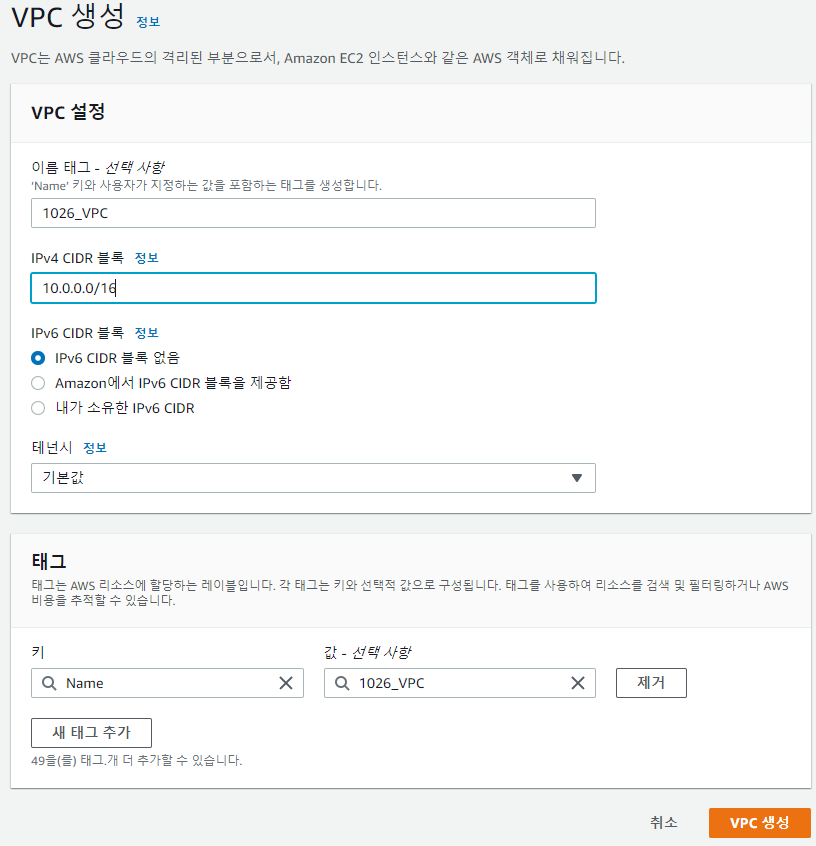 VPC 생성 정보
VPC는 AWS 클라우드의 격리된 부분으로서, Amazon EC2 인스턴스와 같은 AWS 객체로 채워집니다.
VPC 설정
이름 태그 - 선택 사항
'Name' 키와 사용자가 지정하는 값을 포함하는 태그를 생성합니다.
1026_VPC
IPv4 CIDR 블록 정보
10.0.0.0/16
IPv6 CIDR 블록 정보
IPv6 CIDR 블록 없음
Amazon에서 IPv6 CIDR 블록을 제공함
내가 소유한 IPv6 CIDR
테넌시 정보
기본값
태그
태그는 AWS 리소스에 할당하는 레이블입니다. 각 태그는 키와 선택적 값으로 구성됩니다. 태그를 사용하여 리소스를 검색 및 필터링하거나 AWS
비용을 추적할 수 있습니다.
키 값 - 선택 사항
Name 1026_VPC 제거
새 태그 추가
49을(를) 태그.개 더 추가할 수 있습니다.
취소 VPC 생성